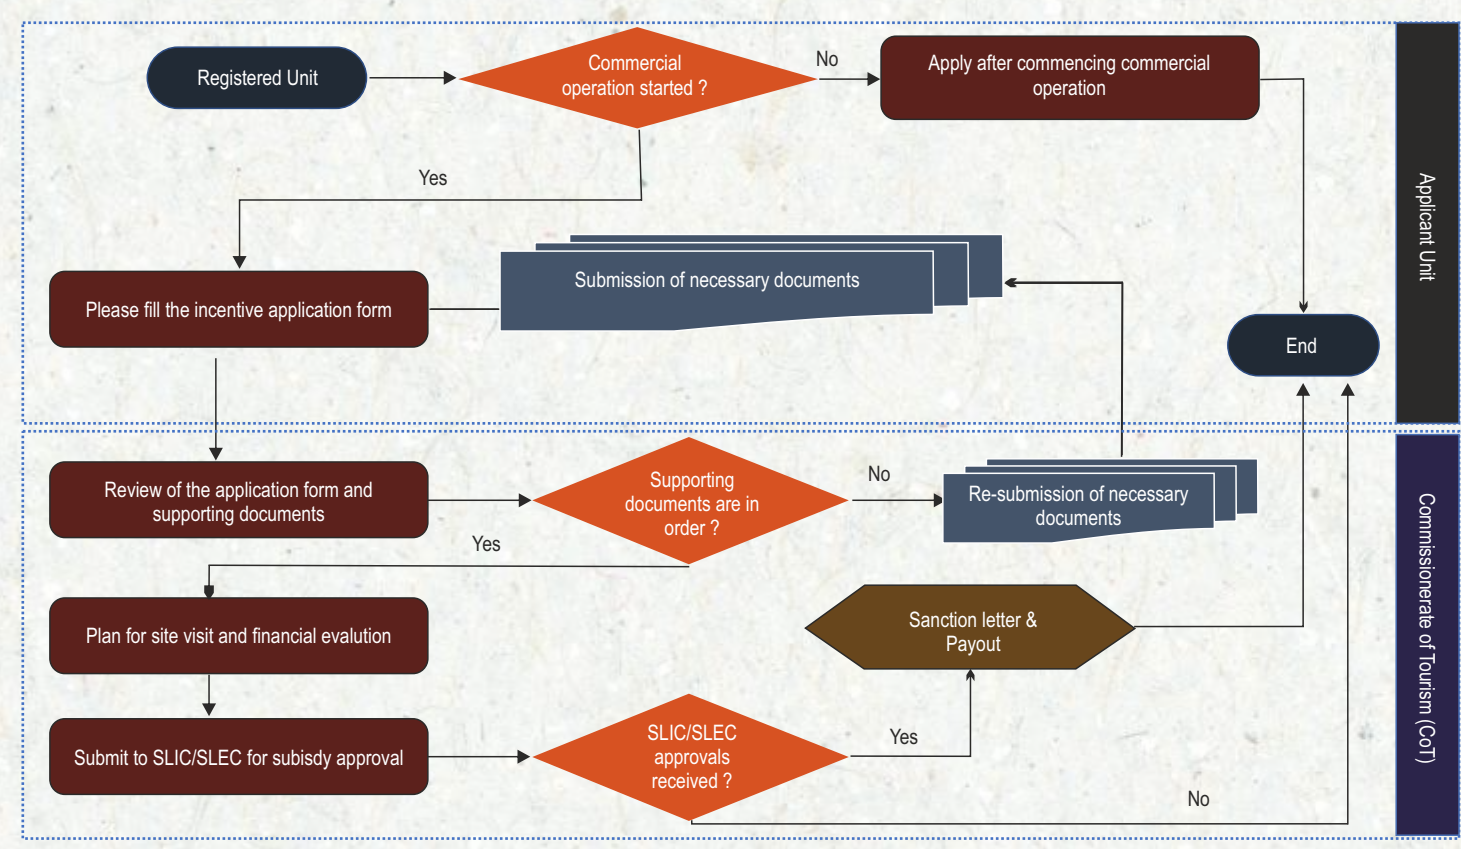 Registered Unit
Commercial
operation started ?
No
Apply after commencing commercial
operation
Yes
Submission of necessary documents
Please fill the incentive application form
End
Applicant Unit
Review of the application form and
supporting documents
Supporting
documents are in
order ?
No
Re-submission of necessary
documents
Yes
Plan for site visit and financial evalution
Sanction letter &
Payout
Submit to SLIC/SLEC for subisdy approval
SLIC/SLEC
approvals
received ?
Yes
No
Commissionerate of Tourism (CoT)